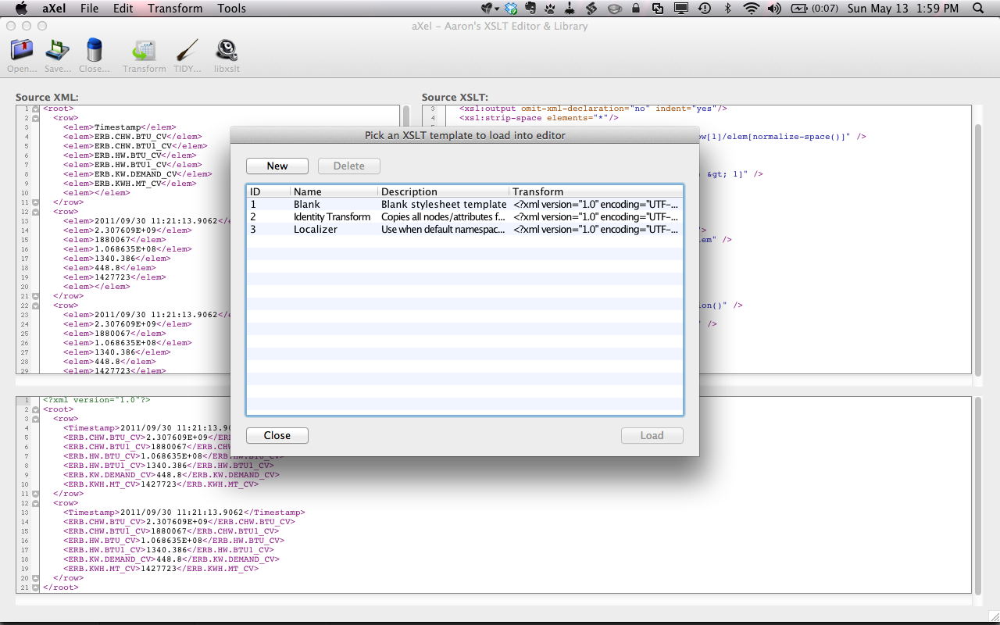 aXel File Edit Transform Tools (0:07) Sun May 13 1:59 PM
aXel – Aaron's XSLT Editor & Library
Open... Save... Close... Transform TIDY... libxslt
Source XML:
1 <root>
2 <row>
3 <elem>Timestamp</elem>
4 <elem>ERB.CHW.BTU_CV</elem>
5 <elem>ERB.CHW.BTU1_CV</elem>
6 <elem>ERB.HW.BTU_CV</elem>
7 <elem>ERB.HW.BTU1_CV</elem>
8 <elem>ERB.KW.DEMAND_CV</elem>
9 <elem>ERB.KWH.MT_CV</elem>
10 <elem></elem>
11 </row>
12 <row>
13 <elem>2011/09/30 11:21:13.9062</e
14 <elem>2.307609E+09</elem>
15 <elem>1880067</elem>
16 <elem>1.068635E+08</elem>
17 <elem>1340.386</elem>
18 <elem>448.8</elem>
19 <elem>1427723</elem>
20 <elem></elem>
21 </row>
22 <row>
23 <elem>2011/09/30 11:21:13.9062</e
24 <elem>2.307609E+09</elem>
25 <elem>1880067</elem>
26 <elem>1.068635E+08</elem>
27 <elem>1340.386</elem>
28 <elem>448.8</elem>
29 <elem>1427723</elem>
Source XSLT:
3 <xsl:output omit-xml-declaration="no" indent="yes"/>
4 <xsl:strip-space elements="*"/>
ow[1]/elem[normalize-space()]" />
&gt; 1]" />
/>
lem" />
ion()" />
" />
Pick an XSLT template to load into editor
New Delete
ID Name Description Transform
1 Blank Blank stylesheet template <?xml version="1.0" encoding="UTF-...
2 Identity Transform Copies all nodes/attributes f... <?xml version="1.0" encoding="UTF-...
3 Localizer Use when default namespac... <?xml version="1.0" encoding="UTF-...
Close Load
1 <?xml version="1.0"?>
2 <root>
3 <row>
4 <Timestamp>2011/09/30 11:21:13.90
5 <ERB.CHW.BTU_CV>2.307609E+09</ERB
6 <ERB.CHW.BTU1_CV>1880067</ERB.CHW
7 <ERB.HW.BTU_CV>1.068635E+08</ERB.HW.BTU_CV>
8 <ERB.HW.BTU1_CV>1340.386</ERB.HW.BTU1_CV>
9 <ERB.KW.DEMAND_CV>448.8</ERB.KW.DEMAND_CV>
10 <ERB.KWH.MT_CV>1427723</ERB.KWH.MT_CV>
11 </row>
12 <row>
13 <Timestamp>2011/09/30 11:21:13.9062</Timestamp>
14 <ERB.CHW.BTU_CV>2.307609E+09</ERB.CHW.BTU_CV>
15 <ERB.CHW.BTU1_CV>1880067</ERB.CHW.BTU1_CV>
16 <ERB.HW.BTU_CV>1.068635E+08</ERB.HW.BTU_CV>
17 <ERB.HW.BTU1_CV>1340.386</ERB.HW.BTU1_CV>
18 <ERB.KW.DEMAND_CV>448.8</ERB.KW.DEMAND_CV>
19 <ERB.KWH.MT_CV>1427723</ERB.KWH.MT_CV>
20 </row>
21 </root>